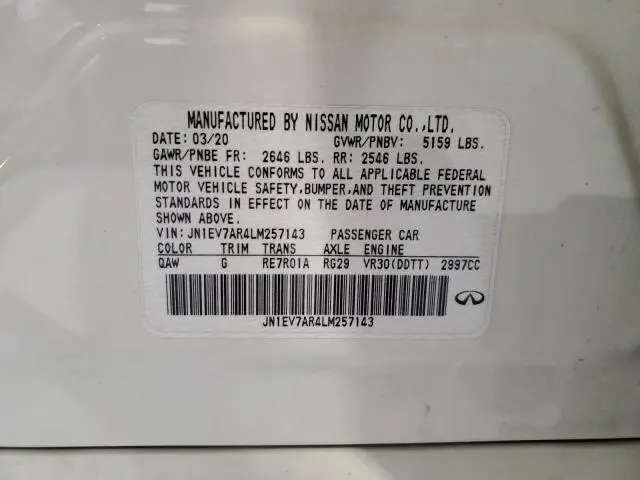 MANUFACTURED BY NISSAN MOTOR CO.,LTD.
DATE: 03/20 GVWR/PNBV: 5159 LBS.
GAWR/PNBE FR: 2646 LBS. RR: 2546 LBS.
THIS VEHICLE CONFORMS TO ALL APPLICABLE FEDERAL
MOTOR VEHICLE SAFETY,BUMPER,AND THEFT PREVENTION
STANDARDS IN EFFECT ON THE DATE OF MANUFACTURE
SHOWN ABOVE.
VIN: JN1EV7AR4LM257143 PASSENGER CAR
COLOR TRIM TRANS AXLE ENGINE
QAW G RE7R01A RG29 VR30(DDTT) 2997CC
JN1EV7AR4LM257143